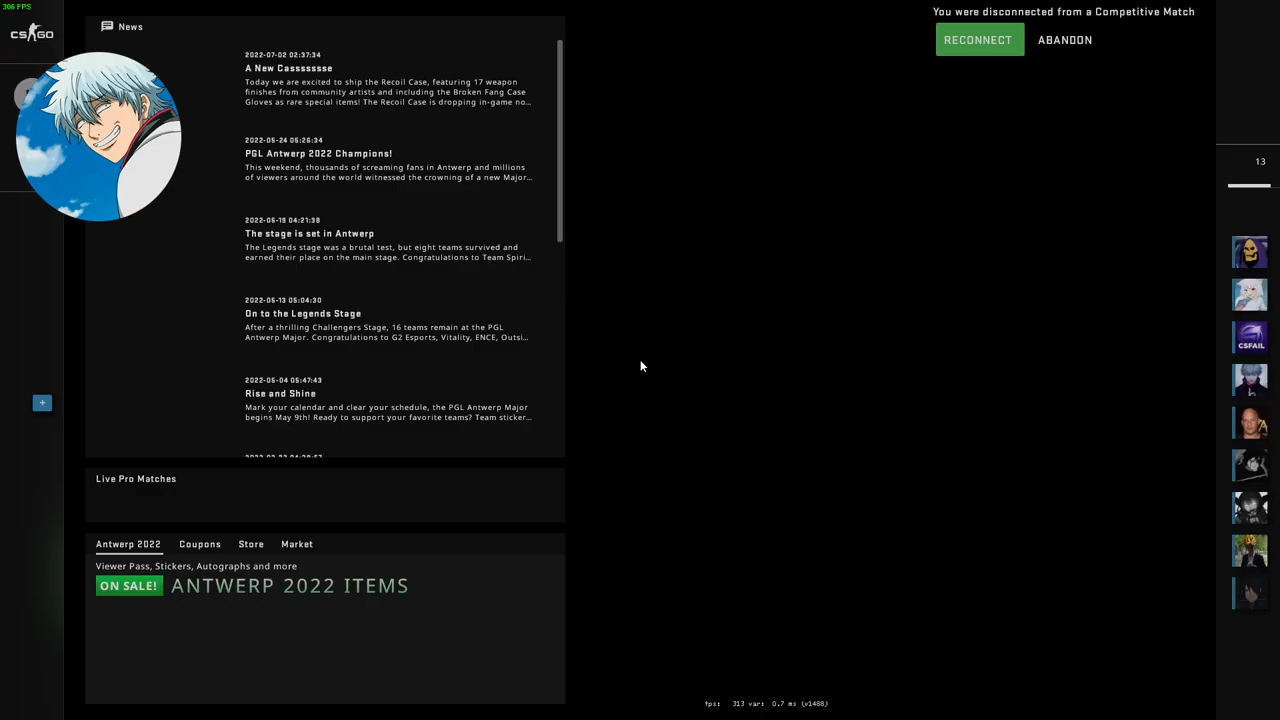 306 FPS
CS GO
News
2022-07-02 02:37:34
A New Cassssssse
Today we are excited to ship the Recoil Case, featuring 17 weapon
finishes from community artists and including the Broken Fang Case
Gloves as rare special items! The Recoil Case is dropping in-game no...
2022-05-24 05:26:34
PGL Antwerp 2022 Champions!
This weekend, thousands of screaming fans in Antwerp and millions
of viewers around the world witnessed the crowning of a new Major...
2022-05-19 04:21:38
The stage is set in Antwerp
The Legends stage was a brutal test, but eight teams survived and
earned their place on the main stage. Congratulations to Team Spiri...
2022-05-13 05:04:30
On to the Legends Stage
After a thrilling Challengers Stage, 16 teams remain at the PGL
Antwerp Major. Congratulations to G2 Esports, Vitality, ENCE, Outsi...
2022-05-04 05:47:43
Rise and Shine
Mark your calendar and clear your schedule, the PGL Antwerp Major
begins May 9th! Ready to support your favorite teams? Team sticker...
Live Pro Matches
Antwerp 2022 Coupons Store Market
Viewer Pass, Stickers, Autographs and more
ON SALE! ANTWERP 2022 ITEMS
You were disconnected from a Competitive Match
RECONNECT ABANDON
13
CSFAIL
fps: 313 var: 0.7 ms (v1488)